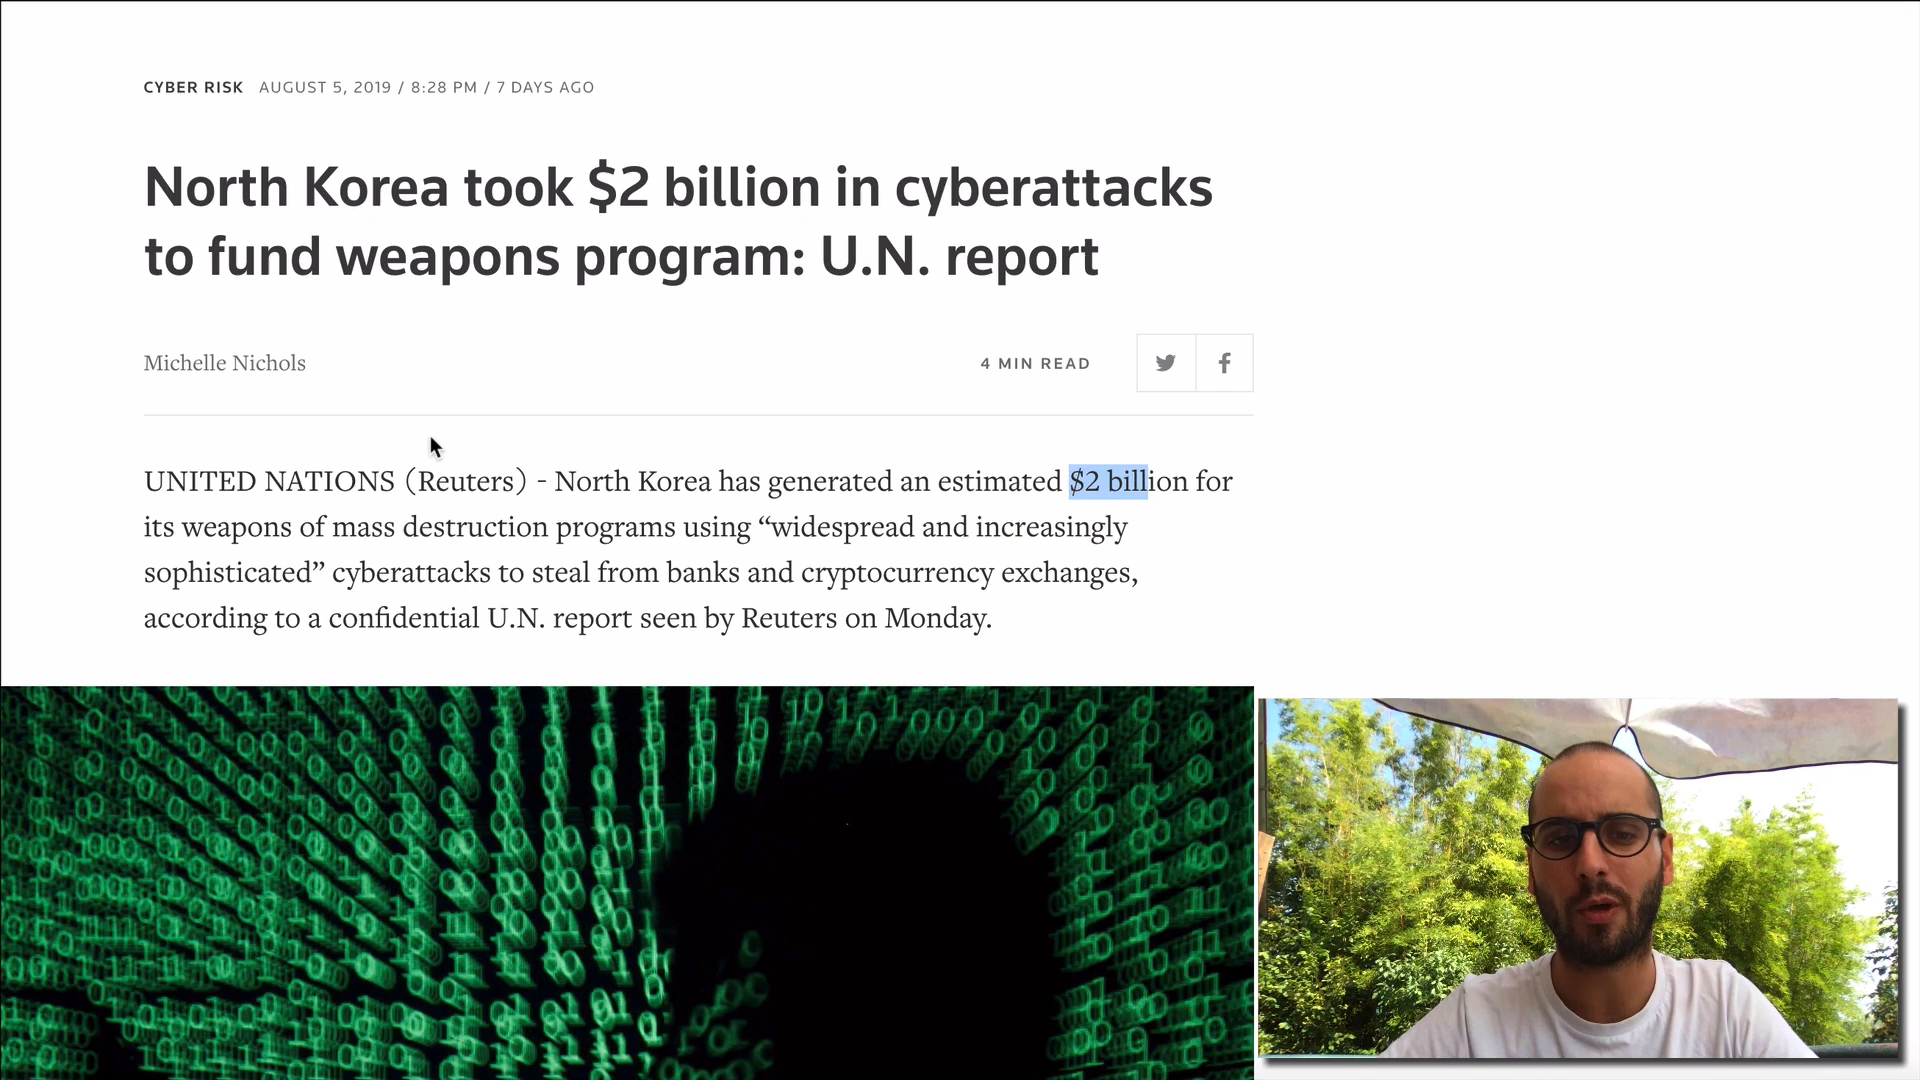 CYBER RISK AUGUST 5, 2019 / 8:28 PM / 7 DAYS AGO
North Korea took $2 billion in cyberattacks
to fund weapons program: U.N. report
Michelle Nichols
4 MIN READ
UNITED NATIONS (Reuters) - North Korea has generated an estimated $2 billion for
its weapons of mass destruction programs using “widespread and increasingly
sophisticated” cyberattacks to steal from banks and cryptocurrency exchanges,
according to a confidential U.N. report seen by Reuters on Monday.